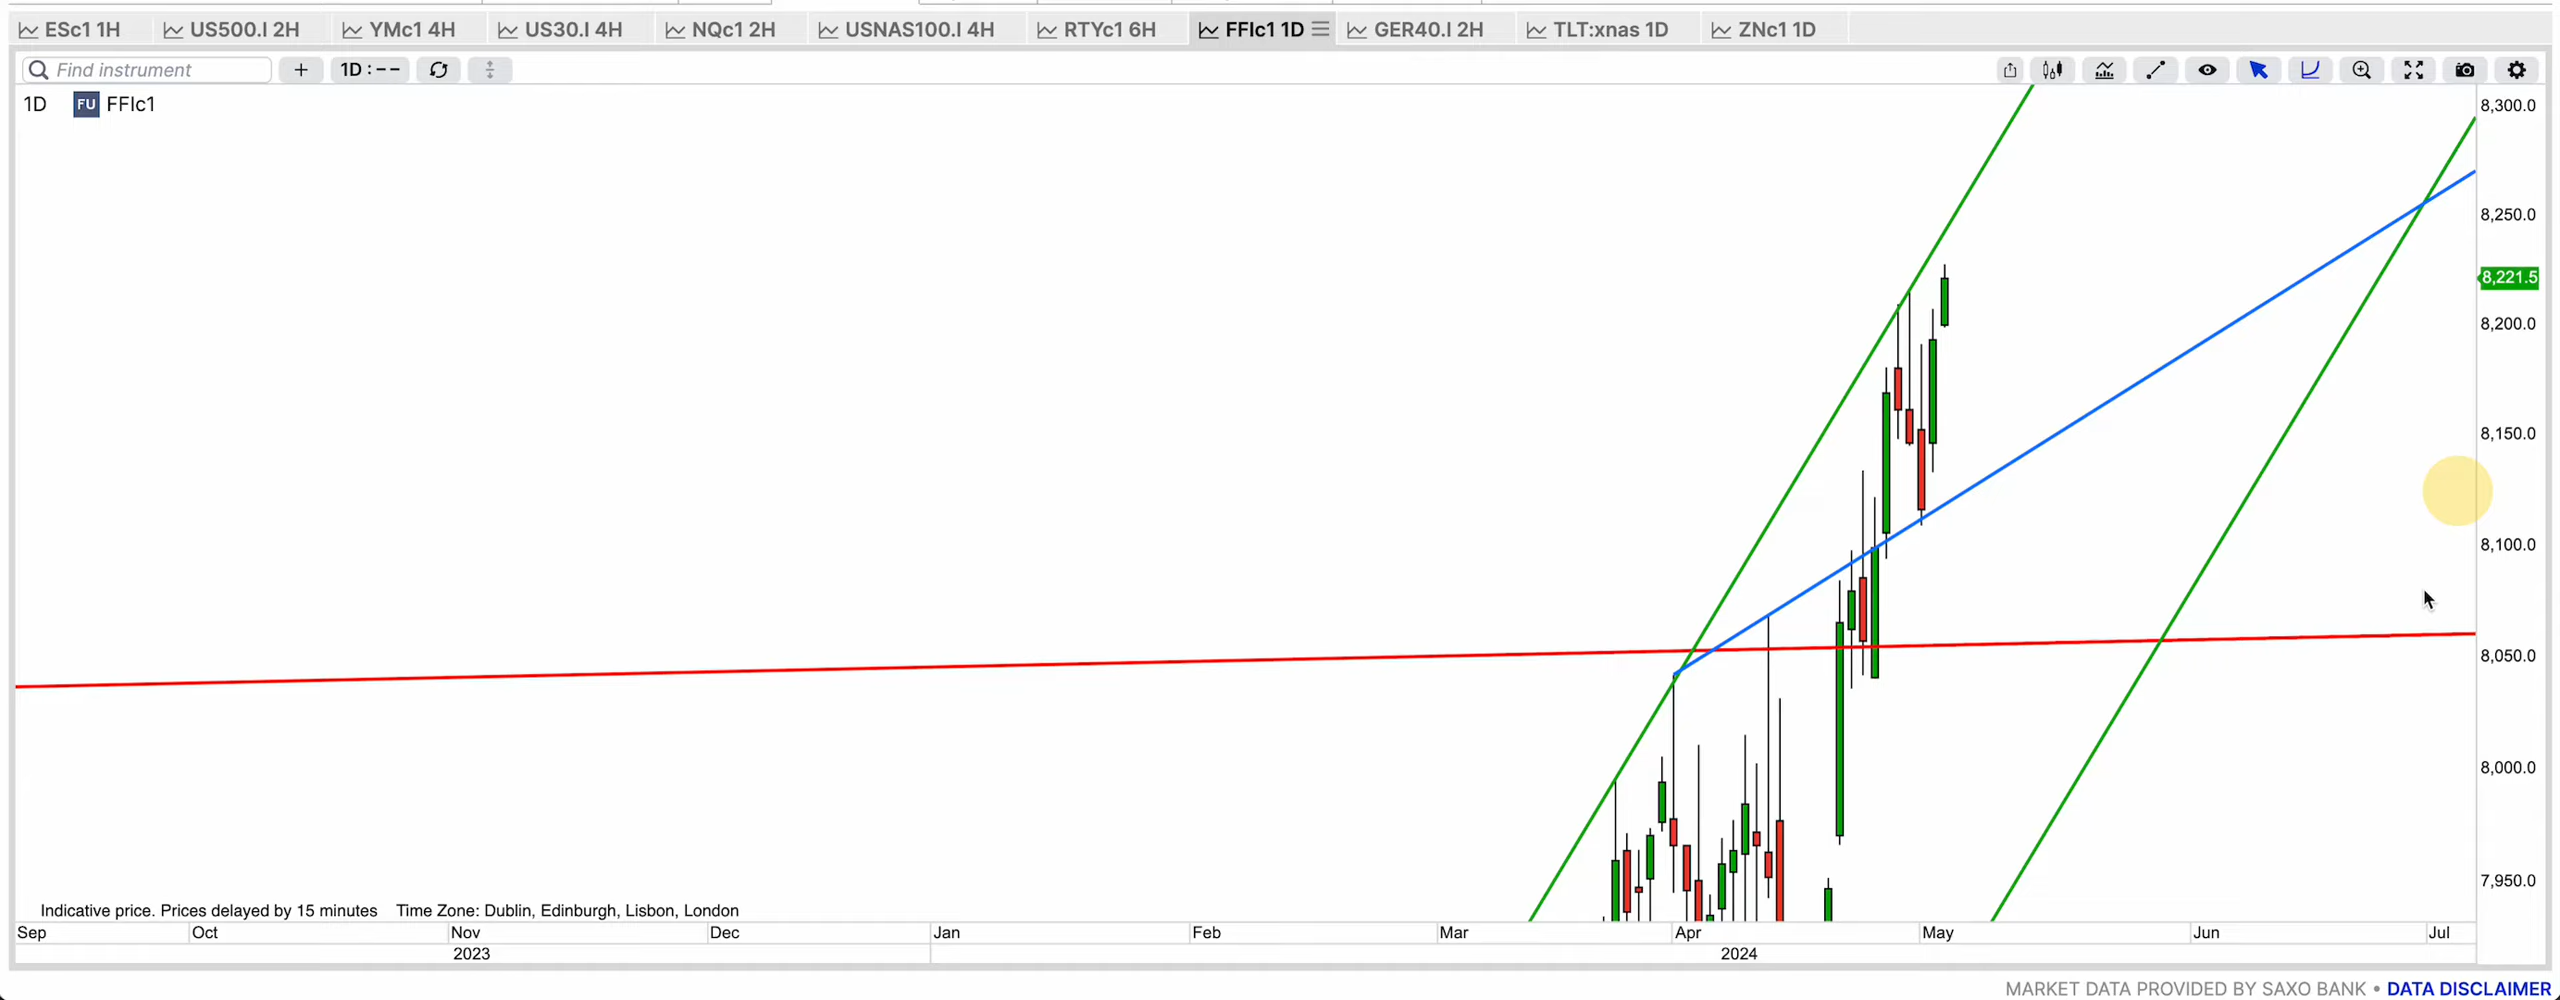 ESc1 1H US500.I 2H YMc1 4H US30.I 4H NQc1 2H USNAS100.I 4H RTYc1 6H FFIc1 1D GER40.I 2H TLT:xnas 1D ZNc1 1D
Find instrument + 1D : – –
1D FU FFIc1
8,300.0
8,250.0
8,221.5
8,200.0
8,150.0
8,100.0
8,050.0
8,000.0
7,950.0
Indicative price. Prices delayed by 15 minutes Time Zone: Dublin, Edinburgh, Lisbon, London
Sep Oct Nov Dec Jan Feb Mar Apr May Jun Jul
2023 2024
MARKET DATA PROVIDED BY SAXO BANK • DATA DISCLAIMER